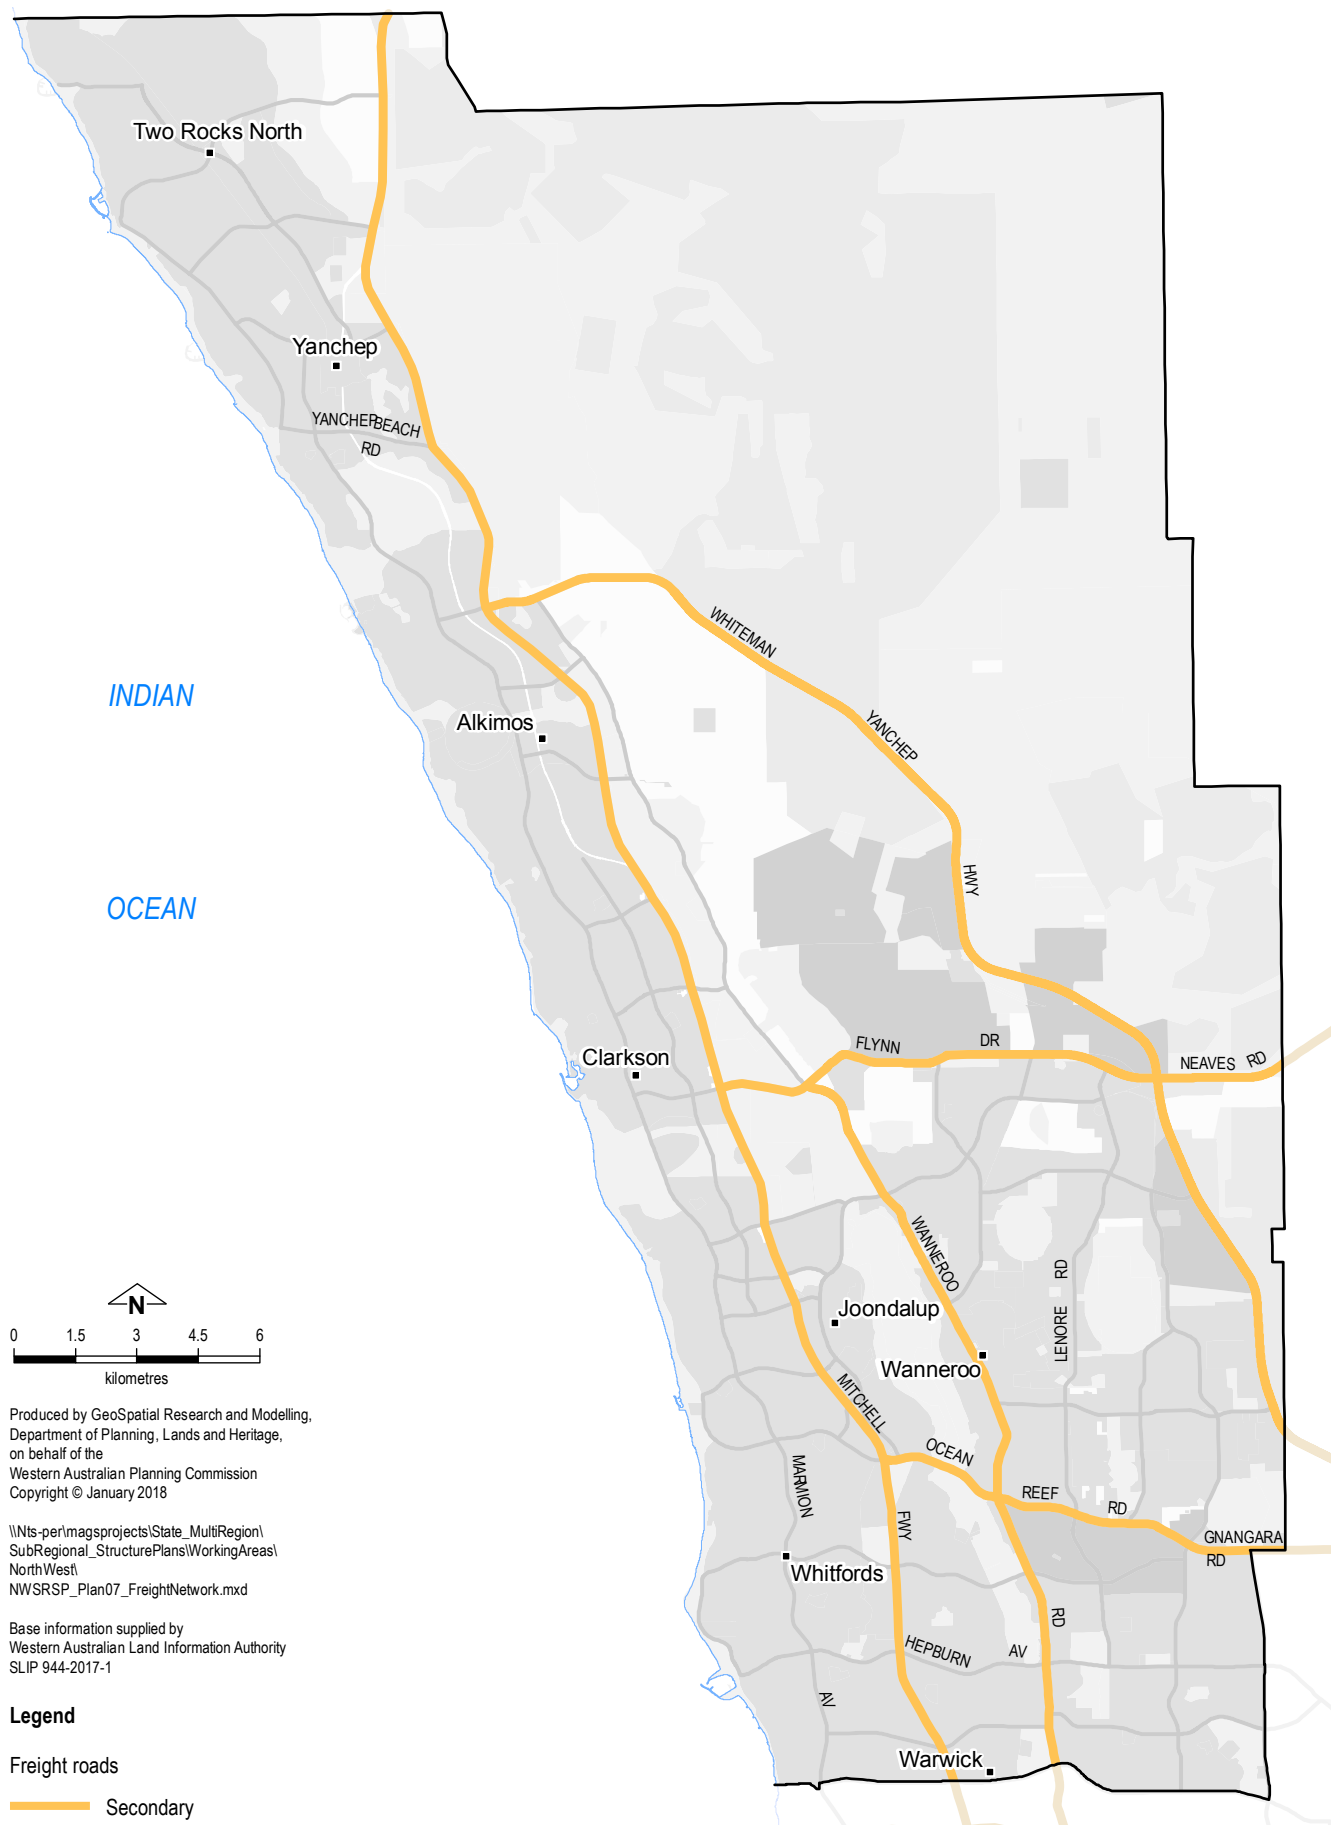 Two Rocks North
Yanchep
YANCHEP BEACH
RD
WHITEMAN
INDIAN
YANCHEP
Alkimos
HWY
OCEAN
FLYNN
DR
NEAVES RD
Clarkson
WANNEROO
LENORE RD
Joondalup
Wanneroo
MITCHELL
OCEAN
REEF
RD
GNANGARA
RD
MARMION
FWY
Whitfords
RD
HEPBURN
AV
AV
Warwick
N
0 1.5 3 4.5 6
kilometres
Produced by GeoSpatial Research and Modelling,
Department of Planning, Lands and Heritage,
on behalf of the
Western Australian Planning Commission
Copyright © January 2018
\\Nts-per\magsprojects\State_MultiRegion\
SubRegional_StructurePlans\WorkingAreas\
NorthWest\
NWSRSP_Plan07_FreightNetwork.mxd
Base information supplied by
Western Australian Land Information Authority
SLIP 944-2017-1
Legend
Freight roads
Secondary